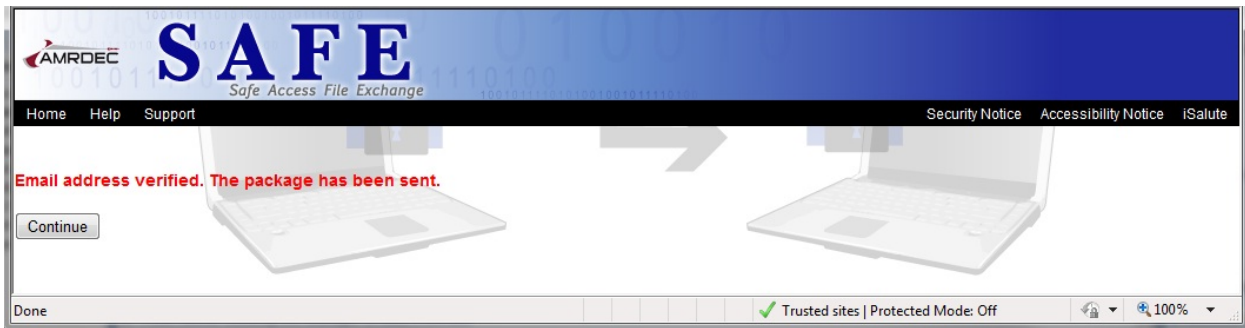 AMRDEC
SAFE
Safe Access File Exchange
Home Help Support Security Notice Accessibility Notice iSalute
Email address verified. The package has been sent.
Continue
Done Trusted sites | Protected Mode: Off 100%